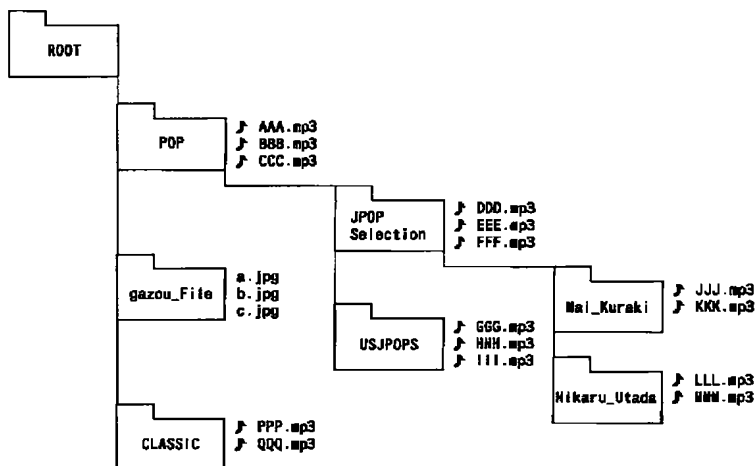 ROOT
POP
♪ AAA.mp3
♪ BBB.mp3
♪ CCC.mp3
JPOP
Selection
♪ DDD.mp3
♪ EEE.mp3
♪ FFF.mp3
gazou_File
a.jpg
b.jpg
c.jpg
USJPOPS
♪ GGG.mp3
♪ HHH.mp3
♪ III.mp3
Mai_Kuraki
♪ JJJ.mp3
♪ KKK.mp3
Hikaru_Utada
♪ LLL.mp3
♪ MMM.mp3
CLASSIC
♪ PPP.mp3
♪ QQQ.mp3